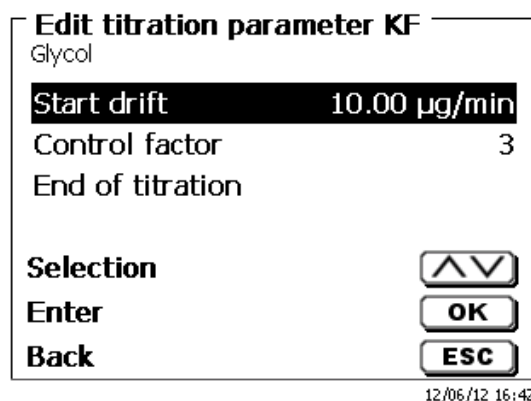 Edit titration parameter KF
Glycol
Start drift 10.00 µg/min
Control factor 3
End of titration
Selection
Enter OK
Back ESC
12/06/12 16:42